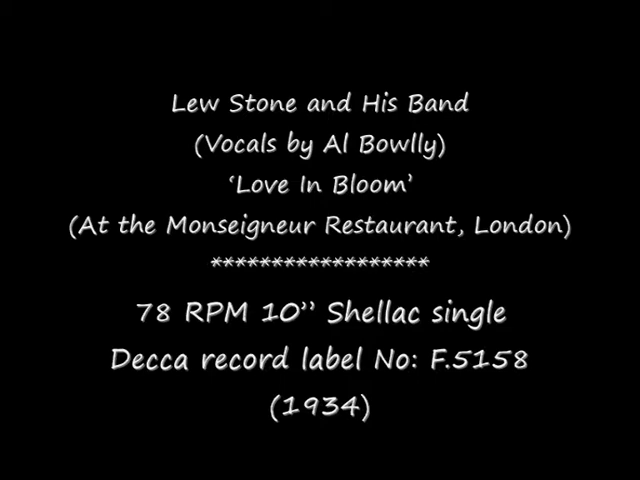 Lew Stone and His Band
(Vocals by Al Bowlly)
‘Love In Bloom’
(At the Monseigneur Restaurant, London)
******************
78 RPM 10” Shellac single
Decca record label No: F.5158
(1934)